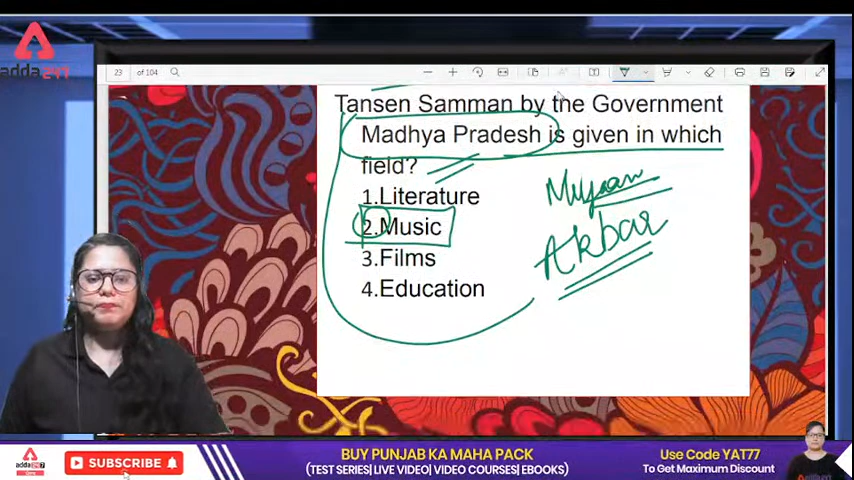 adda247
23 of 104
Tansen Samman by the Government
Madhya Pradesh is given in which
field?
1.Literature
2.Music
3.Films
4.Education
Akbar
adda247
SUBSCRIBE
BUY PUNJAB KA MAHA PACK
(TEST SERIES| LIVE VIDEO| VIDEO COURSES| EBOOKS)
Use Code YAT77
To Get Maximum Discount